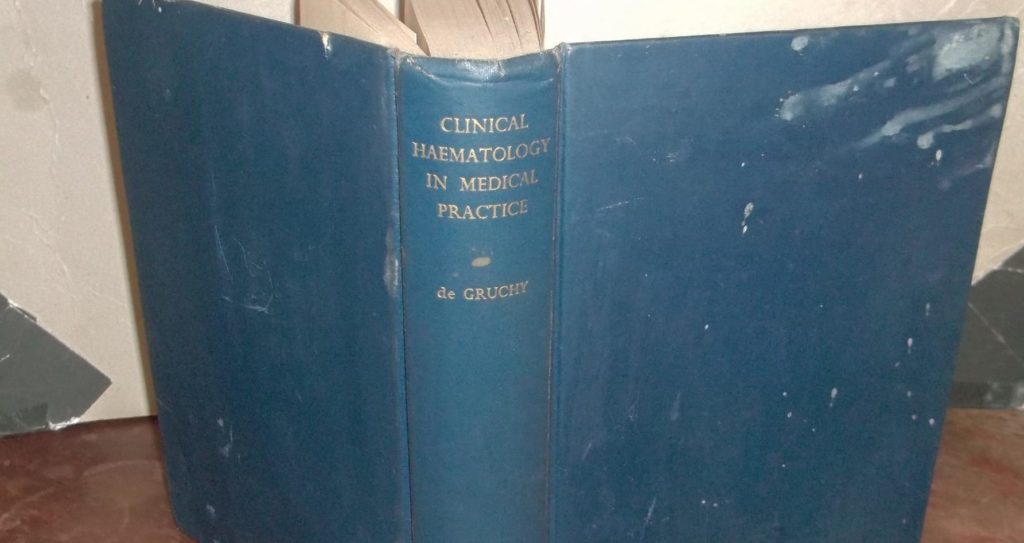 CLINICAL
HAEMATOLOGY
IN MEDICAL
PRACTICE
de GRUCHY